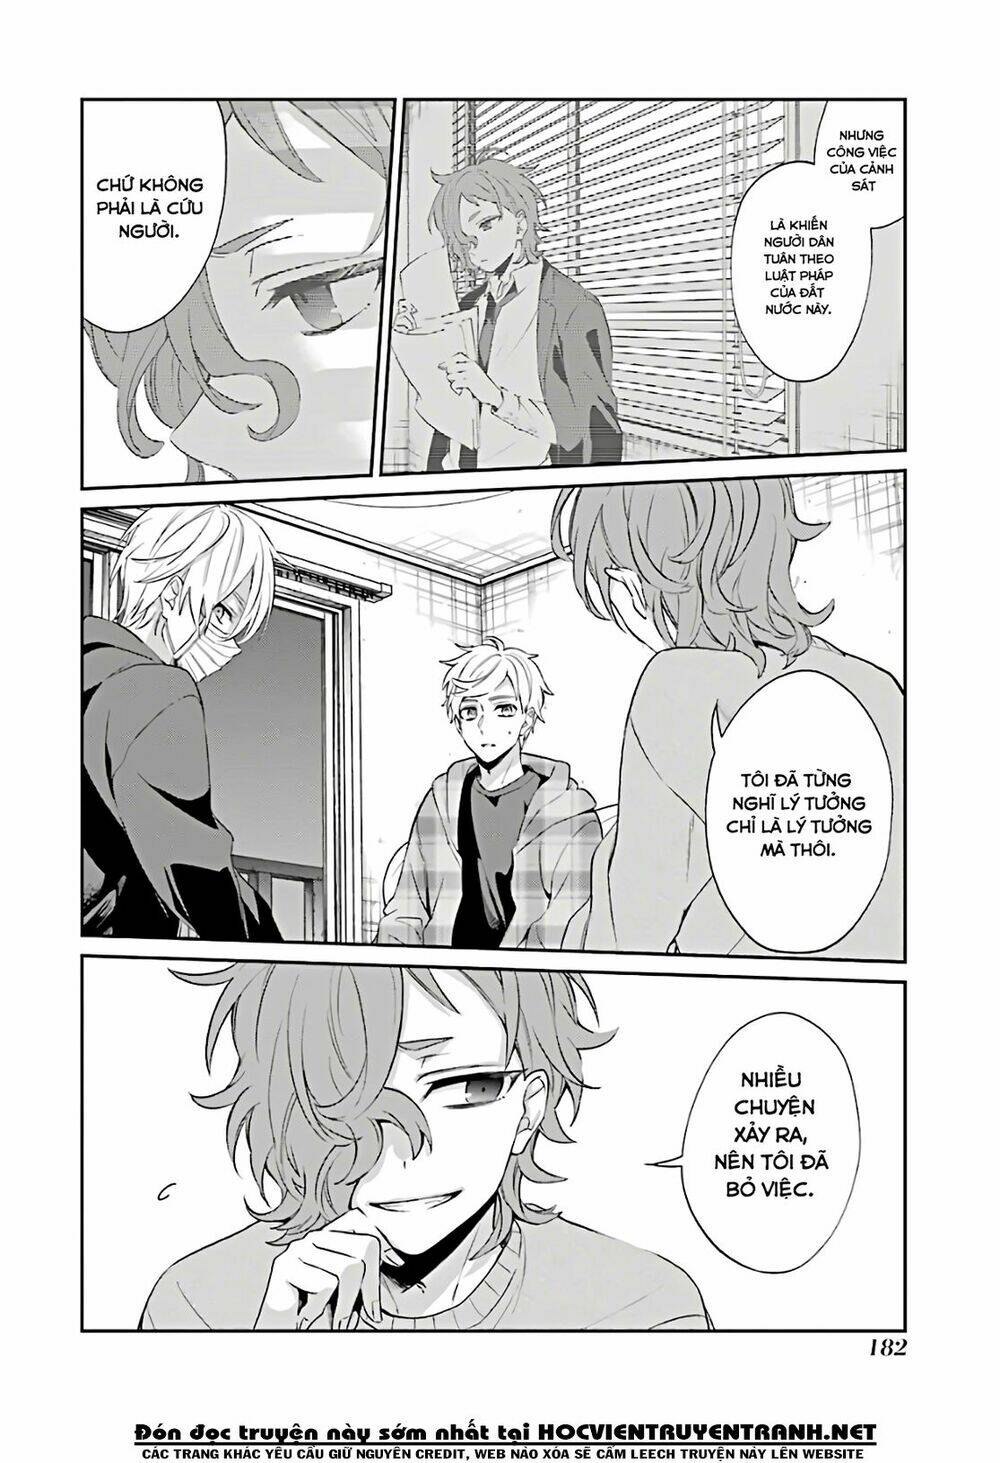 NHƯNG
CÔNG VIỆC
CỦA CẢNH
SÁT
LÀ KHIẾN
NGƯỜI DÂN
TUÂN THEO
LUẬT PHÁP
CỦA ĐẤT
NƯỚC NÀY.
CHỨ KHÔNG
PHẢI LÀ CỨU
NGƯỜI.
TÔI ĐÃ TỪNG
NGHĨ LÝ TƯỞNG
CHỈ LÀ LÝ TƯỞNG
MÀ THÔI.
NHIỀU
CHUYỆN
XẢY RA,
NÊN TÔI ĐÃ
BỎ VIỆC.
182
Đón đọc truyện này sớm nhất tại HOCVIENTRUYENTRANH.NET
CÁC TRANG KHÁC YÊU CẦU GIỮ NGUYÊN CREDIT, WEB NÀO XÓA SẼ CẤM LEECH TRUYỆN NÀY LÊN WEBSITE